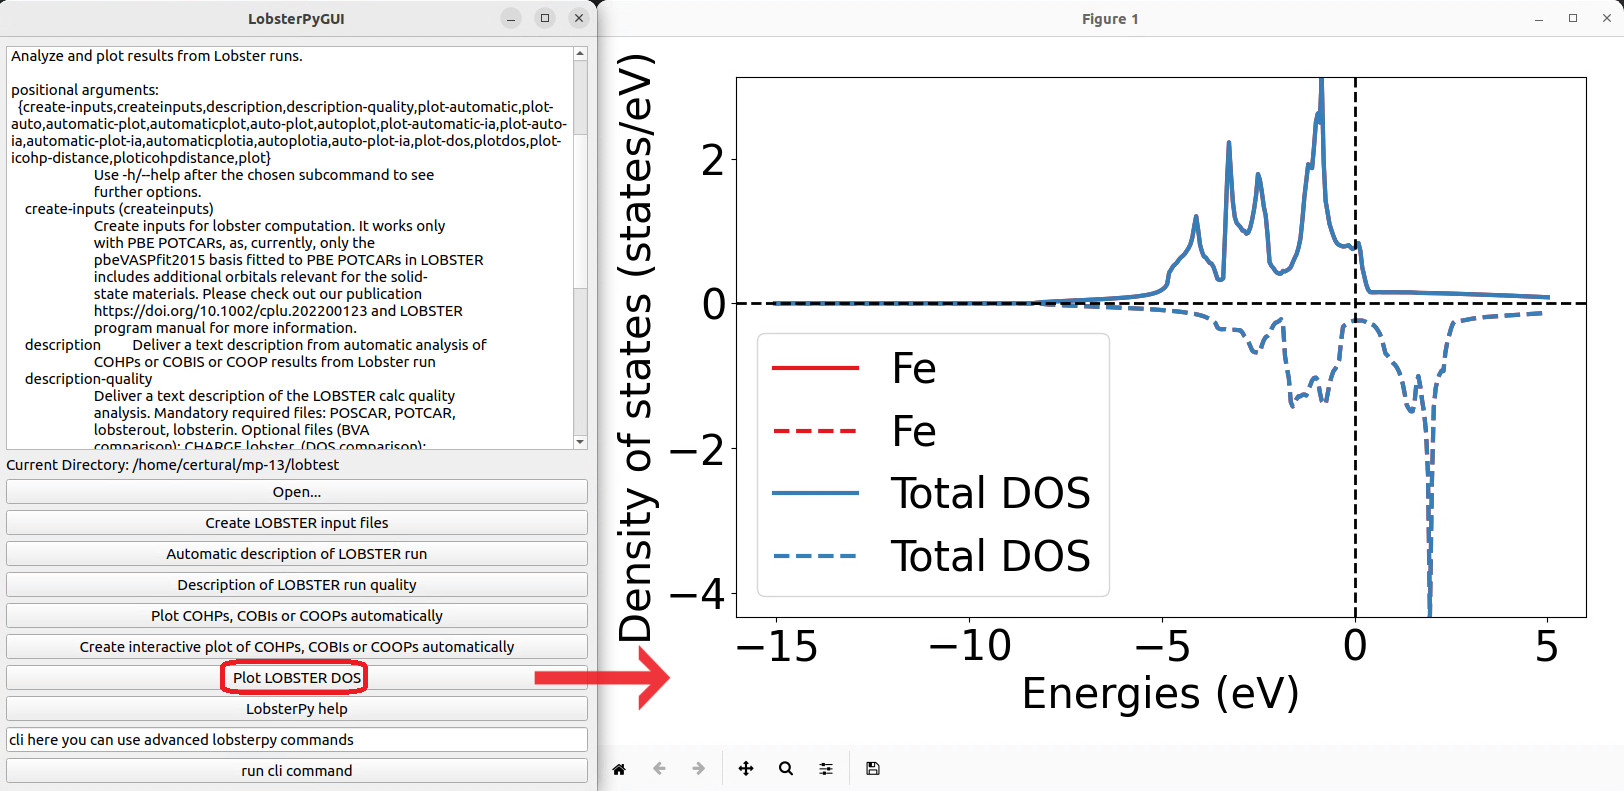 LobsterPyGUI
Analyze and plot results from Lobster runs.
positional arguments:
{create-inputs,createinputs,description,description-quality,plot-automatic,plot-
auto,automatic-plot,automaticplot,auto-plot,autoplot,plot-automatic-ia,plot-auto-
ia,automatic-plot-ia,automaticplotia,autoplotia,auto-plot-ia,plot-dos,plotdos,plot-
icohp-distance,ploticohpdistance,plot}
Use -h/--help after the chosen subcommand to see
further options.
create-inputs (createinputs)
Create inputs for lobster computation. It works only
with PBE POTCARs, as, currently, only the
pbeVASPfit2015 basis fitted to PBE POTCARs in LOBSTER
includes additional orbitals relevant for the solid-
state materials. Please check out our publication
https://doi.org/10.1002/cplu.202200123 and LOBSTER
program manual for more information.
description Deliver a text description from automatic analysis of
COHPs or COBIS or COOP results from Lobster run
description-quality
Deliver a text description of the LOBSTER calc quality
analysis. Mandatory required files: POSCAR, POTCAR,
lobsterout, lobsterin. Optional files (BVA
comparison): CHARGE.lobster, (DOS comparison):
Current Directory: /home/certural/mp-13/lobtest
Open...
Create LOBSTER input files
Automatic description of LOBSTER run
Description of LOBSTER run quality
Plot COHPs, COBIs or COOPs automatically
Create interactive plot of COHPs, COBIs or COOPs automatically
Plot LOBSTER DOS
LobsterPy help
cli here you can use advanced lobsterpy commands
run cli command
Figure 1
Density of states (states/eV)
2
0
−2
−4
Fe
Fe
Total DOS
Total DOS
−15 −10 −5 0 5
Energies (eV)